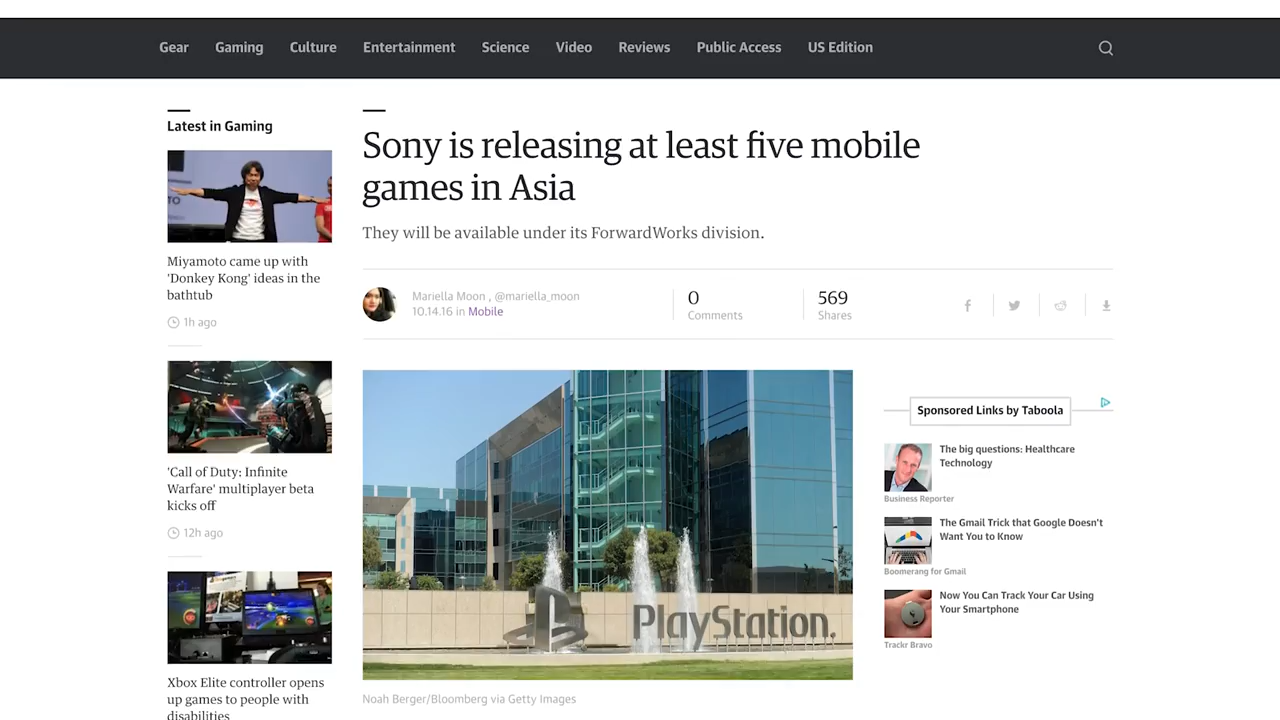 Gear
Gaming
Culture
Entertainment
Science
Video
Reviews
Public Access
US Edition
Latest in Gaming
Miyamoto came up with
'Donkey Kong' ideas in the
bathtub
1h ago
'Call of Duty: Infinite
Warfare' multiplayer beta
kicks off
12h ago
Xbox Elite controller opens
up games to people with
disabilities
Sony is releasing at least five mobile
games in Asia
They will be available under its ForwardWorks division.
Mariella Moon , @mariella_moon
10.14.16 in Mobile
0
Comments
569
Shares
PlayStation.
Noah Berger/Bloomberg via Getty Images
Sponsored Links by Taboola
The big questions: Healthcare
Technology
Business Reporter
The Gmail Trick that Google Doesn't
Want You to Know
Boomerang for Gmail
Now You Can Track Your Car Using
Your Smartphone
Trackr Bravo